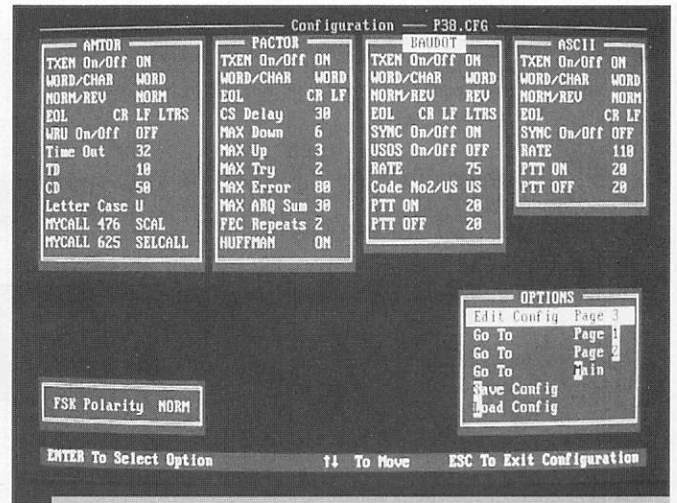 Configuration — P38.CFG
AMTOR
TXEN On/Off ON
WORD/CHAR WORD
NORM/REV NORM
EOL CR LF LTRS
WRU On/Off OFF
Time Out 32
TD 10
CD 50
Letter Case U
MYCALL 476 SCAL
MYCALL 625 SELCALL
PACTOR
TXEN On/Off ON
WORD/CHAR WORD
EOL CR LF
CS Delay 30
MAX Down 6
MAX Up 3
MAX Try 2
MAX Error 80
MAX ARQ Sum 30
FEC Repeats 2
HUFFMAN ON
BAUDOT
TXEN On/Off ON
WORD/CHAR WORD
NORM/REV REV
EOL CR LF LTRS
SYNC On/Off ON
USOS On/Off OFF
RATE 75
Code No2/US US
PTT ON 20
PTT OFF 20
ASCII
TXEN On/Off ON
WORD/CHAR WORD
NORM/REV NORM
EOL CR LF
SYNC On/Off OFF
RATE 110
PTT ON 20
PTT OFF 20
OPTIONS
Edit Config Page 3
Go To Page 1
Go To Page 2
Go To Main
Save Config
Load Config
FSK Polarity NORM
ENTER To Select Option ↑↓ To Move ESC To Exit Configuration